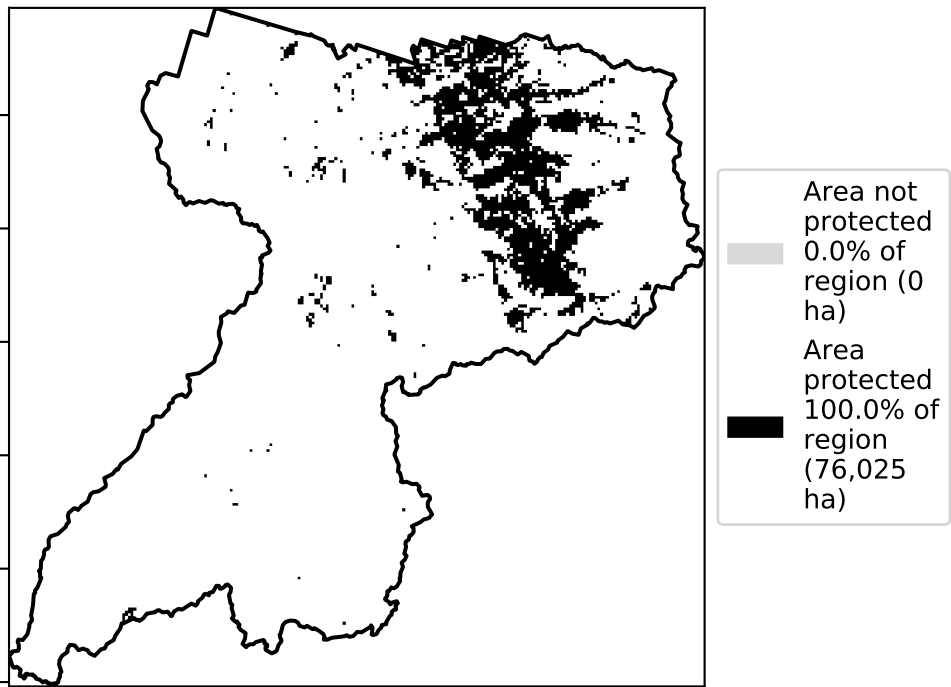 Area not
protected
0.0% of
region (0
ha)
Area
protected
100.0% of
region
(76,025
ha)